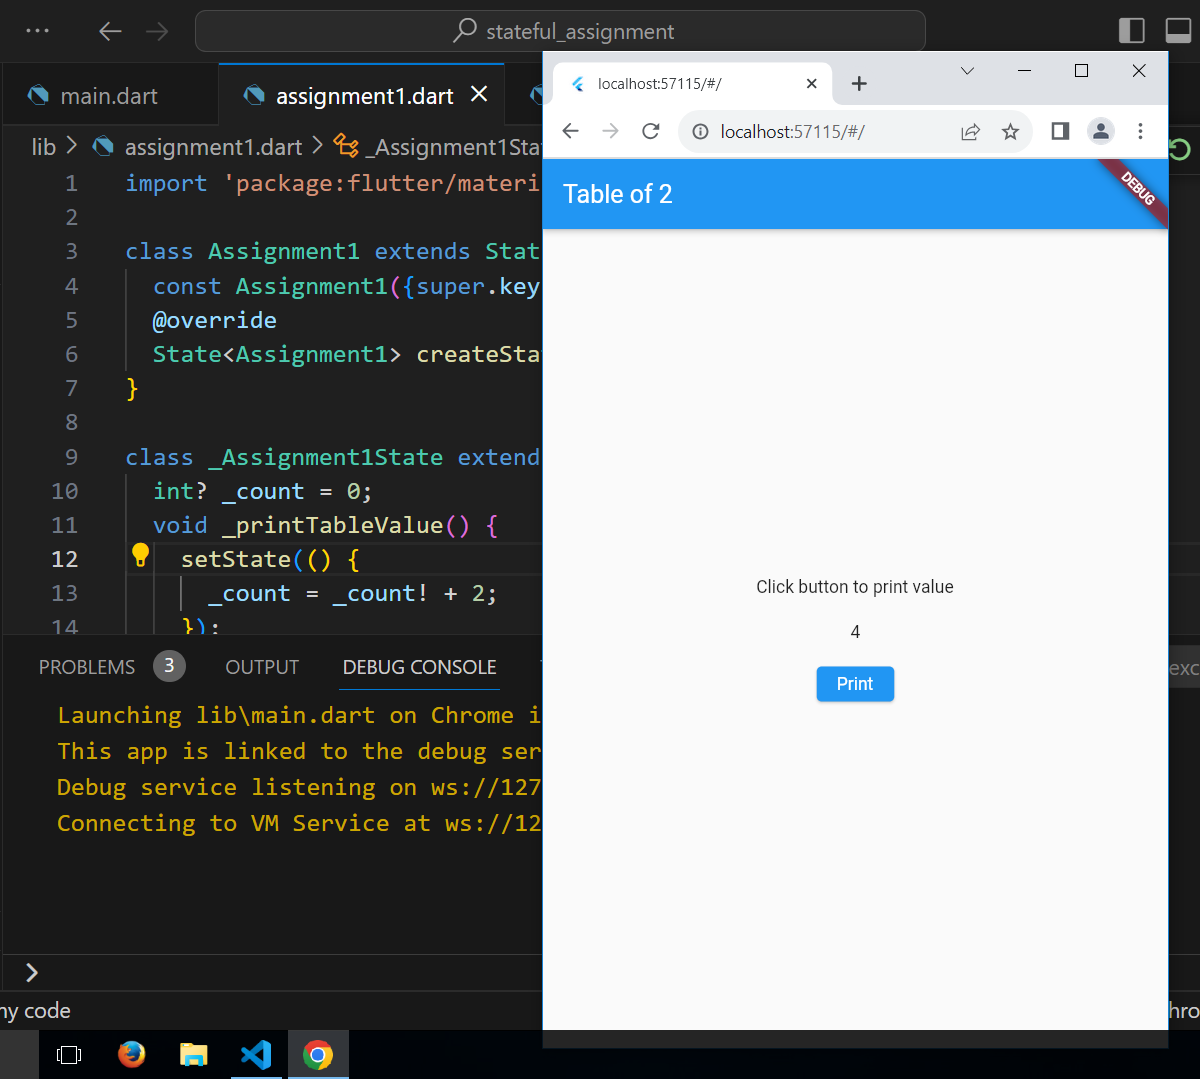 stateful_assignment
main.dart
assignment1.dart
lib > assignment1.dart > _Assignment1Sta
1 import 'package:flutter/materi
2
3 class Assignment1 extends Stat
4 const Assignment1({super.key
5 @override
6 State<Assignment1> createSta
7 }
8
9 class _Assignment1State extend
10 int? _count = 0;
11 void _printTableValue() {
12 setState(() {
13 _count = _count! + 2;
14 });
PROBLEMS 3 OUTPUT DEBUG CONSOLE
Launching lib\main.dart on Chrome i
This app is linked to the debug ser
Debug service listening on ws://127
Connecting to VM Service at ws://12
ny code
localhost:57115/#/
localhost:57115/#/
Table of 2
DEBUG
Click button to print value
4
Print
exc
hro